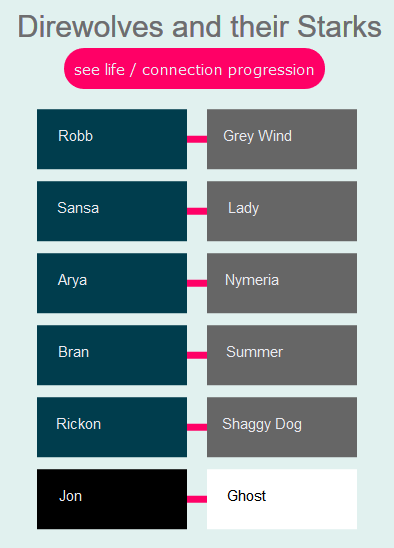 Direwolves and their Starks
see life / connection progression
Robb Grey Wind
Sansa Lady
Arya Nymeria
Bran Summer
Rickon Shaggy Dog
Jon Ghost